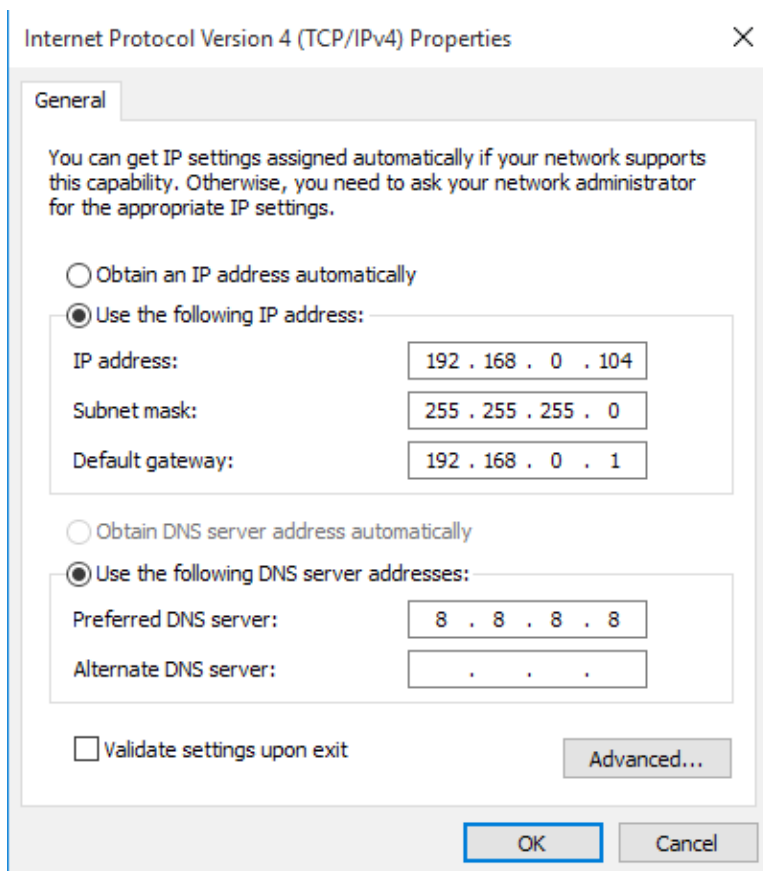 Internet Protocol Version 4 (TCP/IPv4) Properties
General
You can get IP settings assigned automatically if your network supports
this capability. Otherwise, you need to ask your network administrator
for the appropriate IP settings.
Obtain an IP address automatically
Use the following IP address:
IP address: 192 . 168 . 0 . 104
Subnet mask: 255 . 255 . 255 . 0
Default gateway: 192 . 168 . 0 . 1
Obtain DNS server address automatically
Use the following DNS server addresses:
Preferred DNS server: 8 . 8 . 8 . 8
Alternate DNS server: . . .
Validate settings upon exit
Advanced...
OK Cancel